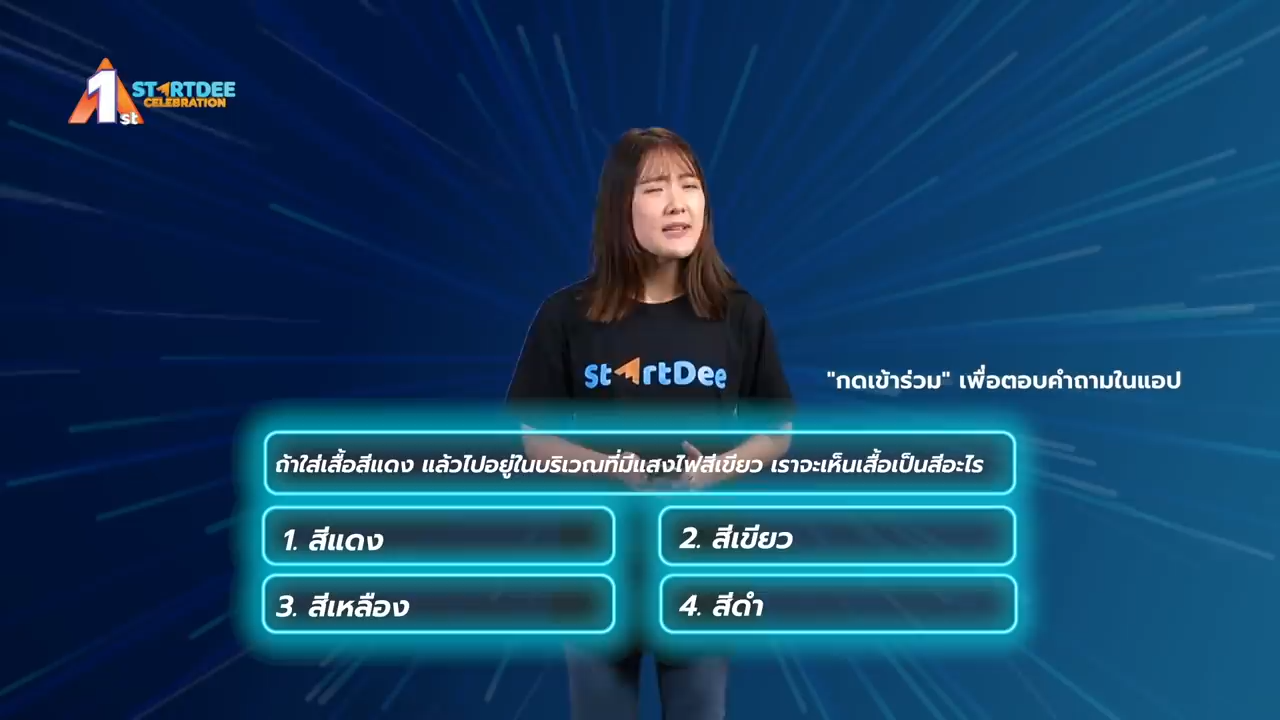 1st
STARTDEE
CELEBRATION
StartDee
"กดเข้าร่วม" เพื่อตอบคำถามในแอป
ถ้าใส่เสื้อสีแดง แล้วไปอยู่ในบริเวณที่มีแสงไฟสีเขียว เราจะเห็นเสื้อเป็นสีอะไร
1. สีแดง
2. สีเขียว
3. สีเหลือง
4. สีดำ